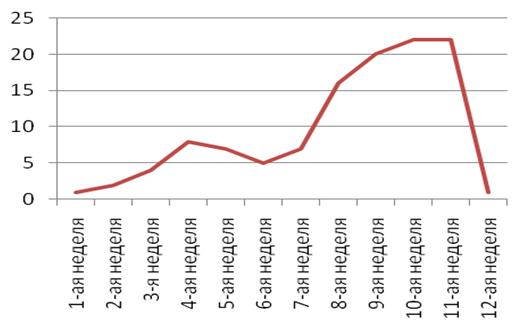 25
20
15
10
5
0
1-ая неделя
2-ая неделя
3-я неделя
4-ая неделя
5-ая неделя
6-ая неделя
7-ая неделя
8-ая неделя
9-ая неделя
10-ая неделя
11-ая неделя
12-ая неделя